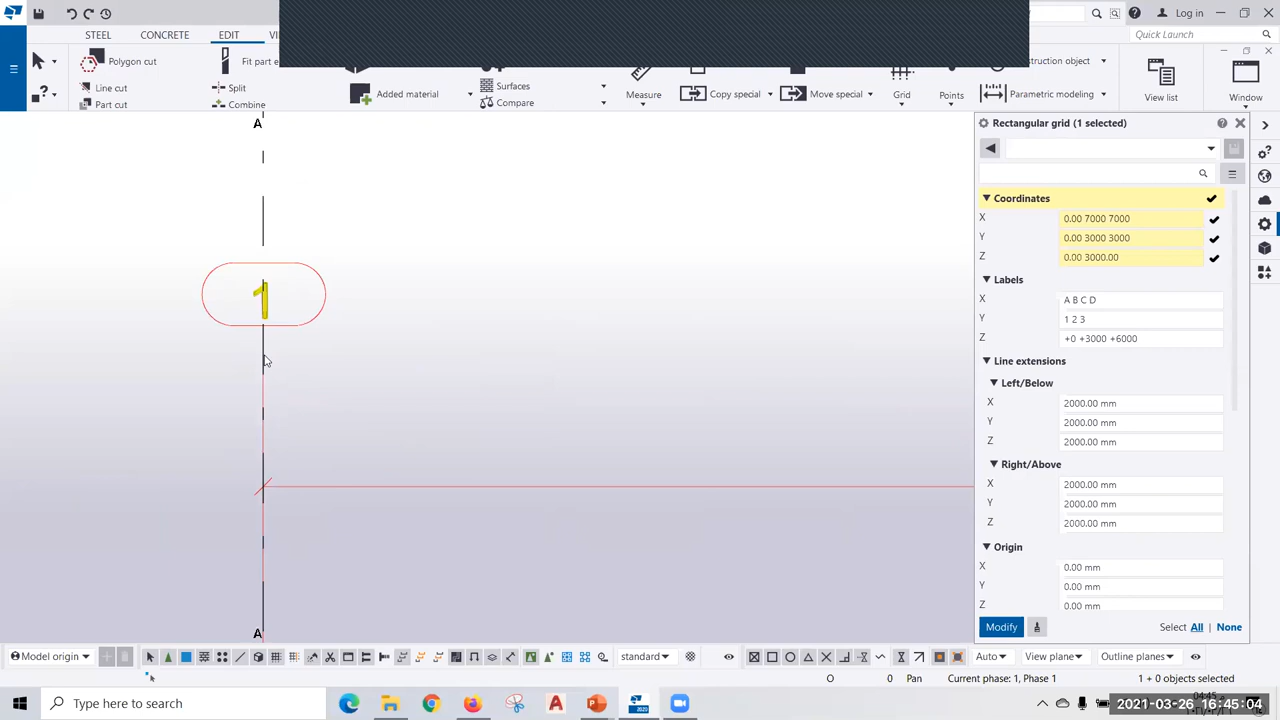 Log in
STEEL
CONCRETE
EDIT
Quick Launch
Polygon cut
Line cut
Part cut
Split
Combine
Added material
Surfaces
Compare
Measure
Copy special
Move special
Grid
Points
Parametric modeling
View list
Window
A
1
A
Rectangular grid (1 selected)
Coordinates
X 0.00 7000 7000
Y 0.00 3000 3000
Z 0.00 3000.00
Labels
X A B C D
Y 1 2 3
Z +0 +3000 +6000
Line extensions
Left/Below
X 2000.00 mm
Y 2000.00 mm
Z 2000.00 mm
Right/Above
X 2000.00 mm
Y 2000.00 mm
Z 2000.00 mm
Origin
X 0.00 mm
Y 0.00 mm
Z 0.00 mm
Modify
Select All | None
Model origin
standard
Auto
View plane
Outline planes
O 0 Pan Current phase: 1, Phase 1 1 + 0 objects selected
Type here to search
2021-03-26 16:45:04